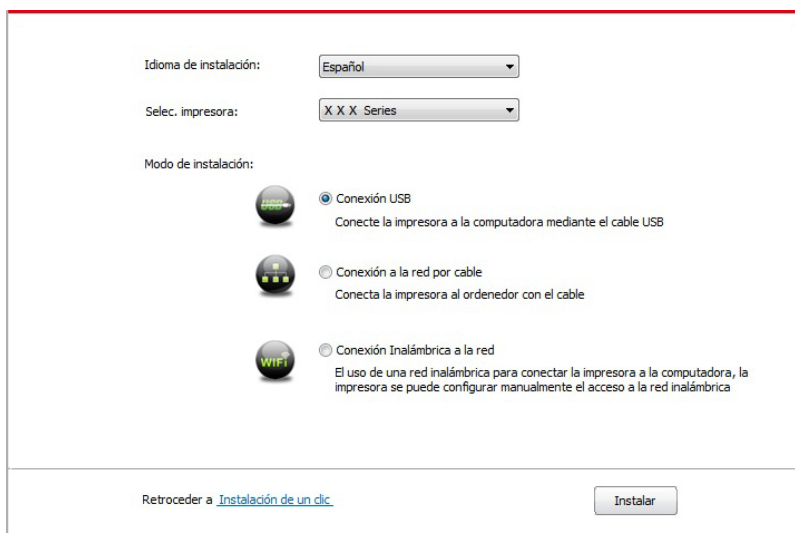 Idioma de instalación: Español
Selec. impresora: X X X Series
Modo de instalación:
USB
Conexión USB
Conecte la impresora a la computadora mediante el cable USB
Conexión a la red por cable
Conecta la impresora al ordenedor con el cable
WiFi
Conexión Inalámbrica a la red
El uso de una red inalámbrica para conectar la impresora a la computadora, la
impresora se puede configurar manualmente el acceso a la red inalámbrica
Retroceder a Instalación de un clic
Instalar